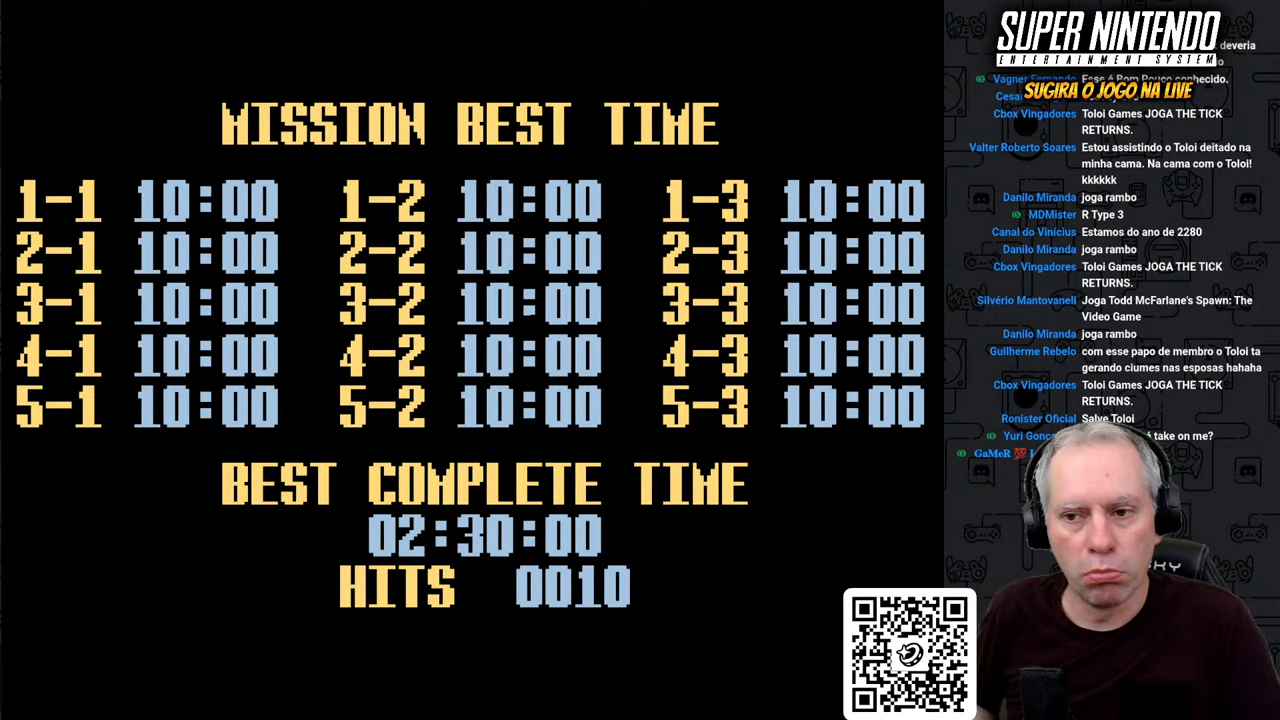 MISSION BEST TIME
1-1 10:00 1-2 10:00 1-3 10:00
2-1 10:00 2-2 10:00 2-3 10:00
3-1 10:00 3-2 10:00 3-3 10:00
4-1 10:00 4-2 10:00 4-3 10:00
5-1 10:00 5-2 10:00 5-3 10:00
BEST COMPLETE TIME
02:30:00
HITS 0010
SUPER NINTENDO
ENTERTAINMENT SYSTEM
SUGIRA O JOGO NA LIVE
deveria
Vagner Fernando Esse é Bom Pouco conhecido.
Cbox Vingadores Toloi Games JOGA THE TICK
RETURNS.
Valter Roberto Soares Estou assistindo o Toloi deitado na
minha cama. Na cama com o Toloi!
kkkkkk
Danilo Miranda joga rambo
MDMister R Type 3
Canal do Vinícius Estamos do ano de 2280
Danilo Miranda joga rambo
Cbox Vingadores Toloi Games JOGA THE TICK
RETURNS.
Silvério Mantovaneli Joga Todd McFarlane's Spawn: The
Video Game
Danilo Miranda joga rambo
Guilherme Rebelo com esse papo de membro o Toloi ta
gerando ciumes nas esposas hahaha
Cbox Vingadores Toloi Games JOGA THE TICK
RETURNS.
Ronister Oficial Salve Toloi
Yuri take on me?
GaMeR 💯